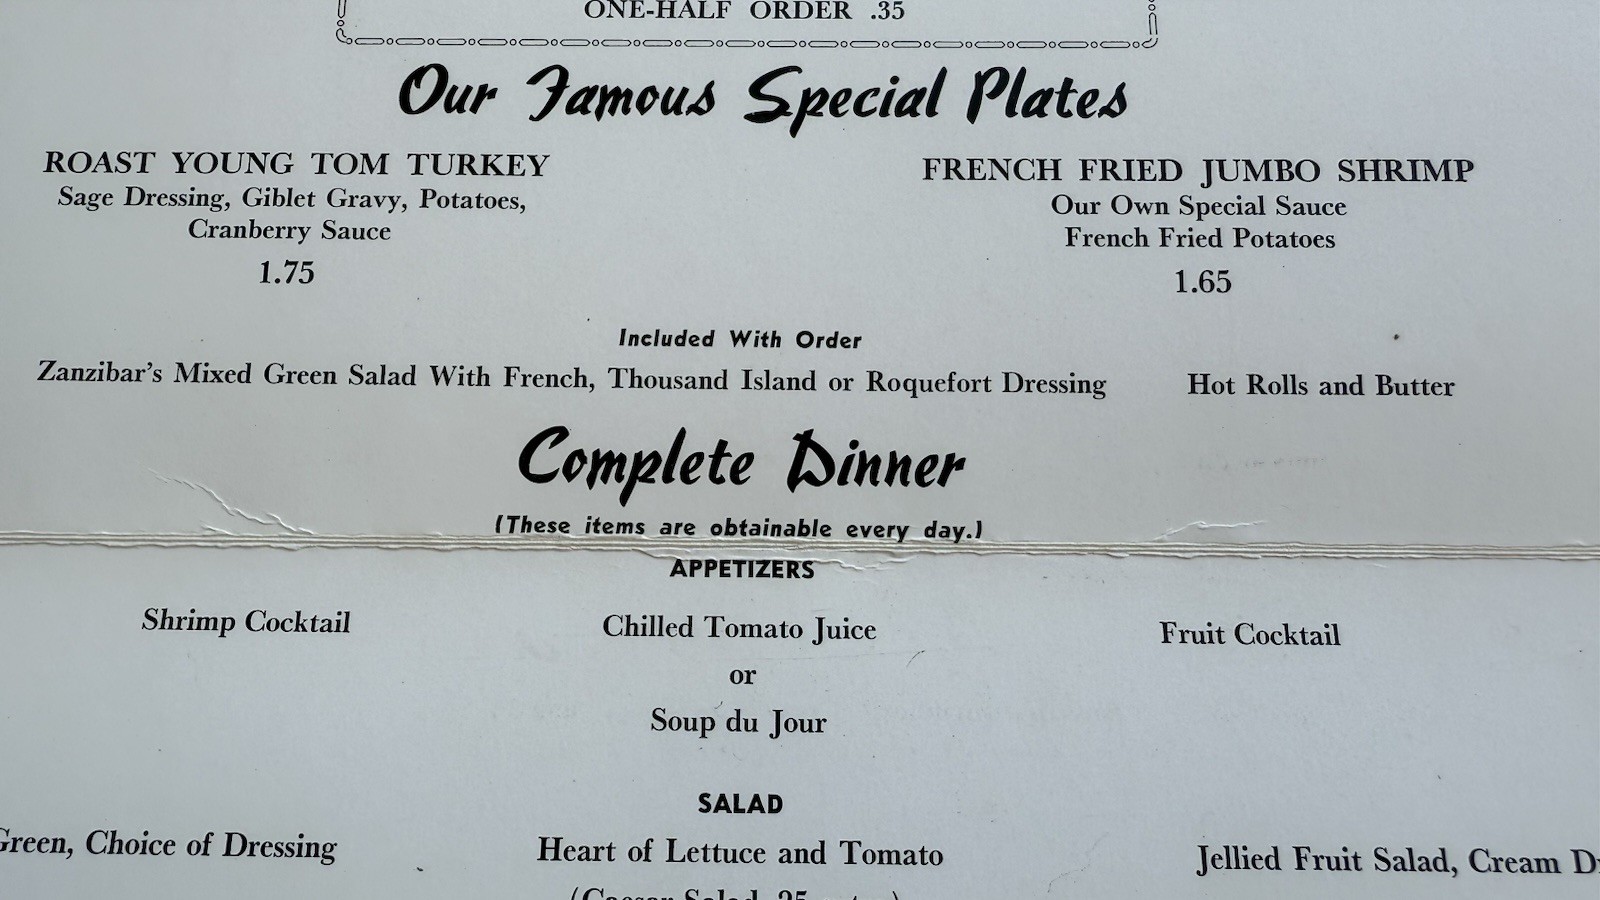 ONE-HALF ORDER .35
Our Famous Special Plates
ROAST YOUNG TOM TURKEY
Sage Dressing, Giblet Gravy, Potatoes,
Cranberry Sauce
1.75
FRENCH FRIED JUMBO SHRIMP
Our Own Special Sauce
French Fried Potatoes
1.65
Included With Order
Zanzibar's Mixed Green Salad With French, Thousand Island or Roquefort Dressing Hot Rolls and Butter
Complete Dinner
(These items are obtainable every day.)
APPETIZERS
Shrimp Cocktail Chilled Tomato Juice Fruit Cocktail
or
Soup du Jour
SALAD
Green, Choice of Dressing Heart of Lettuce and Tomato Jellied Fruit Salad, Cream
(Caesar Salad